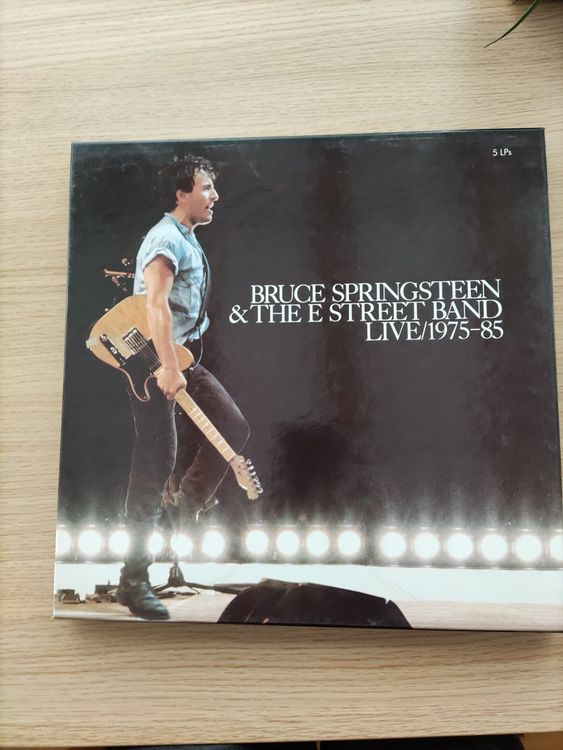 5 LPs
BRUCE SPRINGSTEEN
& THE E STREET BAND
LIVE/1975-85